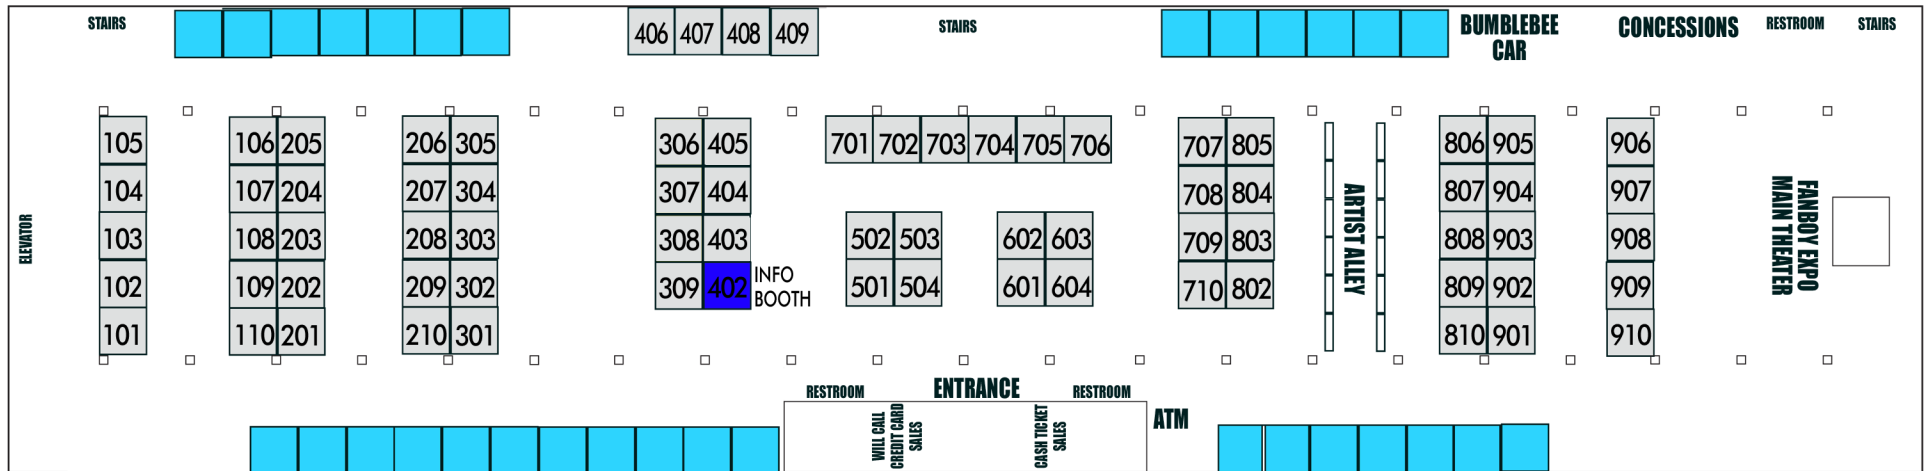 STAIRS
406 407 408 409
STAIRS
BUMBLEBEE
CAR
CONCESSIONS
RESTROOM
STAIRS
105 106 205 206 305 306 405 701 702 703 704 705 706 707 805 806 905 906
104 107 204 207 304 307 404 708 804 807 904 907
103 108 203 208 303 308 403 502 503 602 603 709 803 808 903 908
102 109 202 209 302 309 402 501 504 601 604 710 802 809 902 909
101 110 201 210 301 810 901 910
INFO
BOOTH
ELEVATOR
ARTIST ALLEY
FANBOY EXPO
MAIN THEATER
RESTROOM
ENTRANCE
RESTROOM
WILL CALL
CREDIT CARD
SALES
CASH TICKET
SALES
ATM